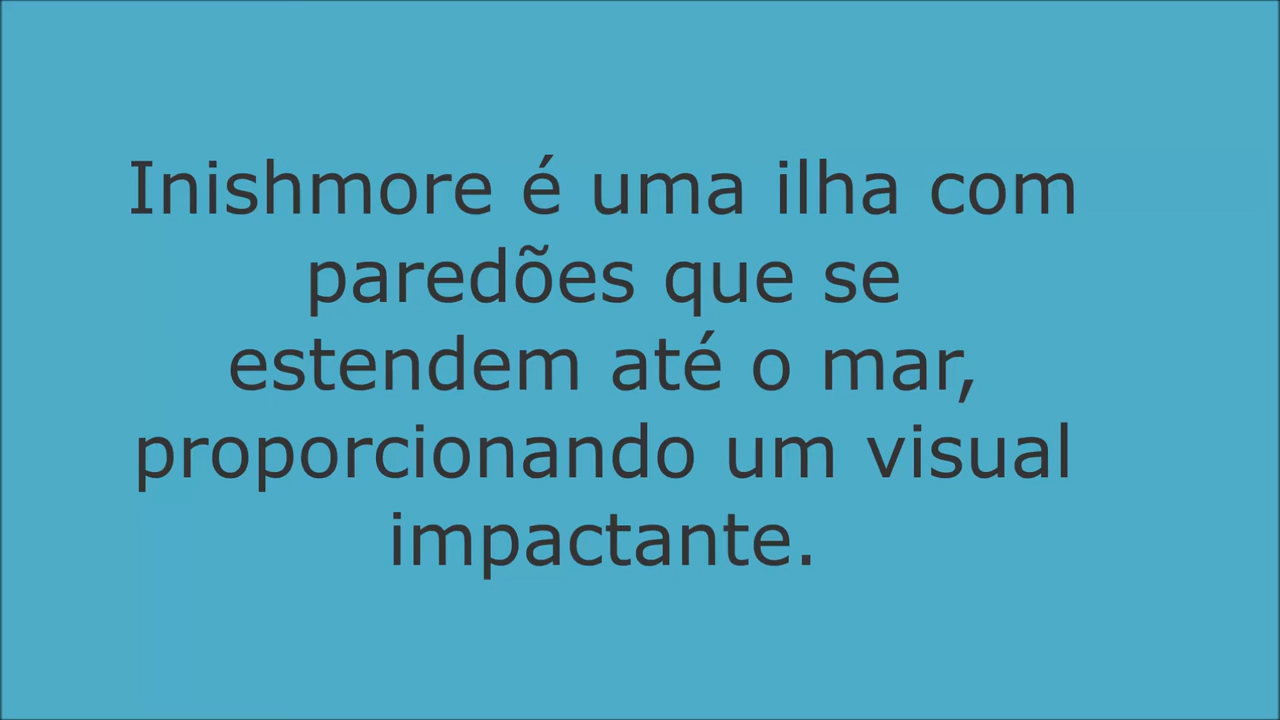 Inishmore é uma ilha com
paredões que se
estendem até o mar,
proporcionando um visual
impactante.